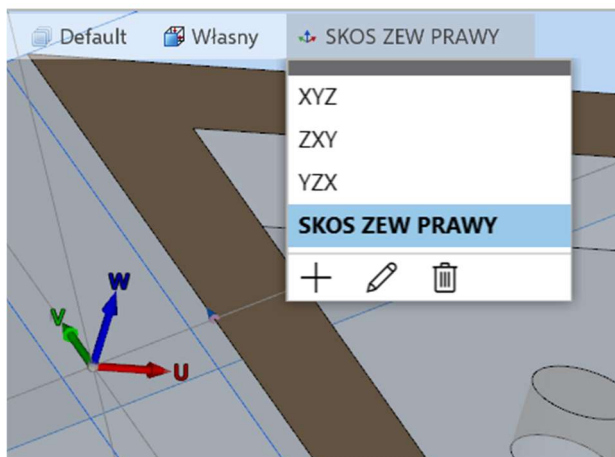 Default Własny SKOS ZEW PRAWY
XYZ
ZXY
YZX
SKOS ZEW PRAWY
W
V
U